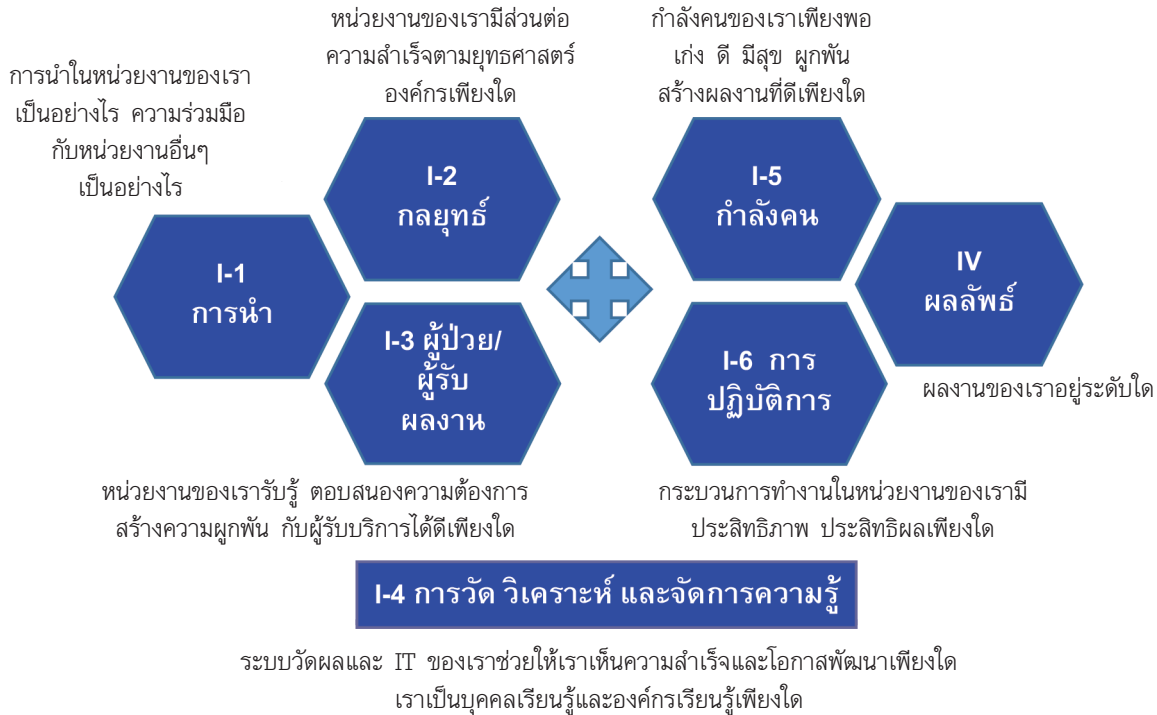 หน่วยงานของเรามีส่วนต่อ
ความสำเร็จตามยุทธศาสตร์
องค์กรเพียงใด
กำลังคนของเราเพียงพอ
เก่ง ดี มีสุข ผูกพัน
สร้างผลงานที่ดีเพียงใด
การนำในหน่วยงานของเรา
เป็นอย่างไร ความร่วมมือ
กับหน่วยงานอื่นๆ
เป็นอย่างไร
I-2
กลยุทธ์
I-5
กำลังคน
I-1
การนำ
IV
ผลลัพธ์
I-3 ผู้ป่วย/
ผู้รับ
ผลงาน
I-6 การ
ปฏิบัติการ
ผลงานของเราอยู่ระดับใด
หน่วยงานของเรารับรู้ ตอบสนองความต้องการ
สร้างความผูกพัน กับผู้รับบริการได้ดีเพียงใด
กระบวนการทำงานในหน่วยงานของเรามี
ประสิทธิภาพ ประสิทธิผลเพียงใด
I-4 การวัด วิเคราะห์ และจัดการความรู้
ระบบวัดผลและ IT ของเราช่วยให้เราเห็นความสำเร็จและโอกาสพัฒนาเพียงใด
เราเป็นบุคคลเรียนรู้และองค์กรเรียนรู้เพียงใด